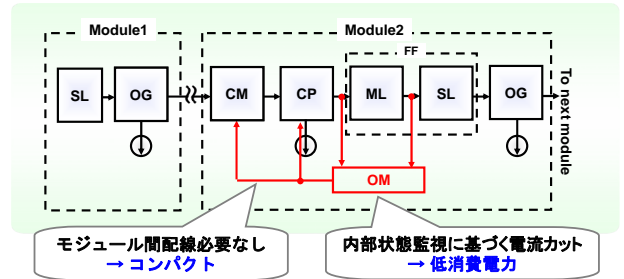 Module1
Module2
FF
SL
OG
CM
CP
ML
SL
OG
To next module
OM
モジュール間配線必要なし
→ コンパクト
内部状態監視に基づく電流カット
→ 低消費電力